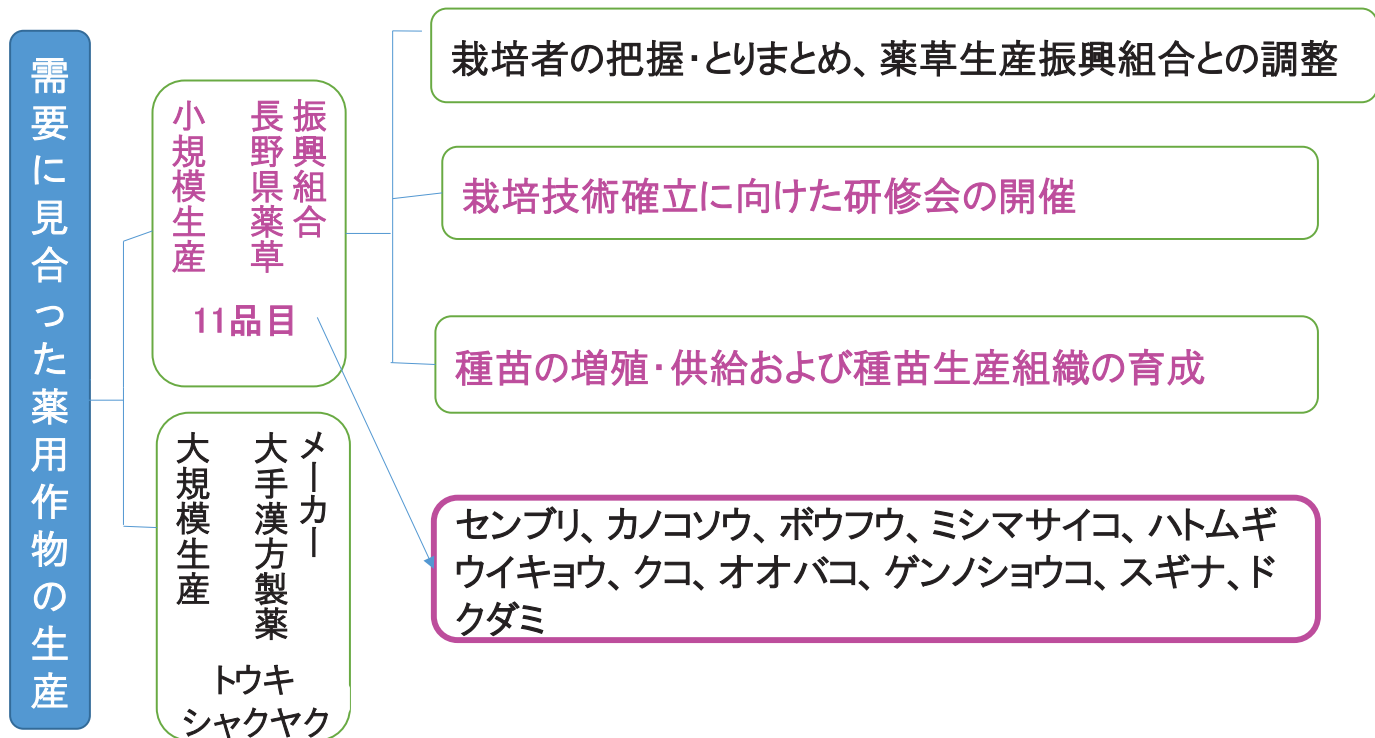 需要に見合った薬用作物の生産
振興組合
長野県薬草
小規模生産
11品目
メーカー
大手漢方製薬
大規模生産
トウキ
シャクヤク
栽培者の把握・とりまとめ、薬草生産振興組合との調整
栽培技術確立に向けた研修会の開催
種苗の増殖・供給および種苗生産組織の育成
センブリ、カノコソウ、ボウフウ、ミシマサイコ、ハトムギ
ウイキョウ、クコ、オオバコ、ゲンノショウコ、スギナ、ド
クダミ